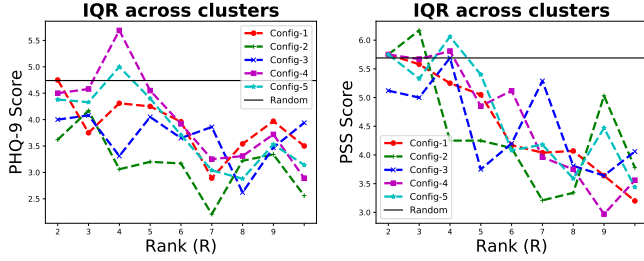 IQR across clusters
PHQ-9 Score
5.5
5.0
4.5
4.0
3.5
3.0
2.5
2
3
4
5
6
7
8
9
Rank (R)
Config-1
Config-2
Config-3
Config-4
Config-5
Random
IQR across clusters
PSS Score
6.0
5.5
5.0
4.5
4.0
3.5
3.0
2
3
4
5
6
7
8
9
Rank (R)
Config-1
Config-2
Config-3
Config-4
Config-5
Random